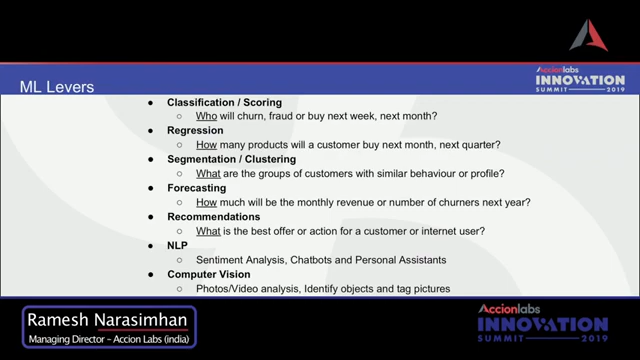 ML Levers
Accionlabs
INNOVATION
SUMMIT 2019
● Classification / Scoring
○ Who will churn, fraud or buy next week, next month?
● Regression
○ How many products will a customer buy next month, next quarter?
● Segmentation / Clustering
○ What are the groups of customers with similar behaviour or profile?
● Forecasting
○ How much will be the monthly revenue or number of churners next year?
● Recommendations
○ What is the best offer or action for a customer or internet user?
● NLP
○ Sentiment Analysis, Chatbots and Personal Assistants
● Computer Vision
○ Photos/Video analysis, Identify objects and tag pictures
Ramesh Narasimhan
Managing Director – Accion Labs (india)
Accionlabs
INNOVATION
SUMMIT 2019